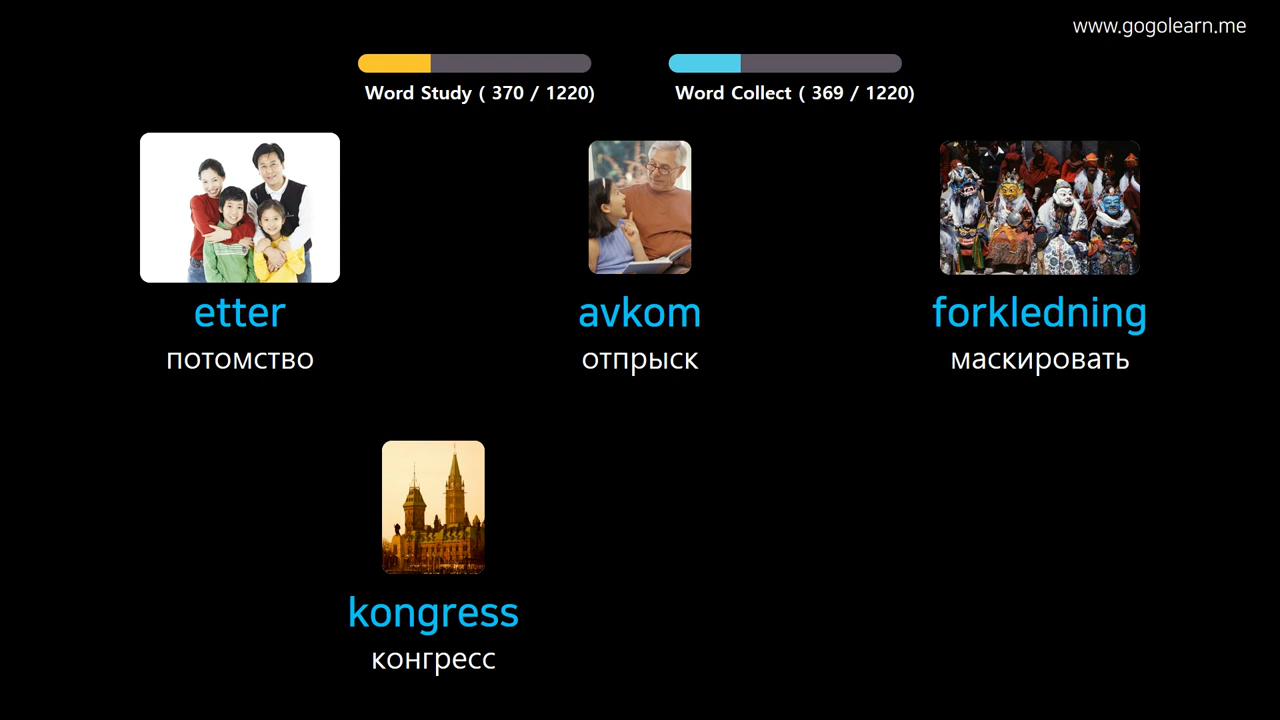 www.gogolearn.me
Word Study ( 370 / 1220)
Word Collect ( 369 / 1220)
etter
avkom
forkledning
потомство
отпрыск
маскировать
kongress
конгресс